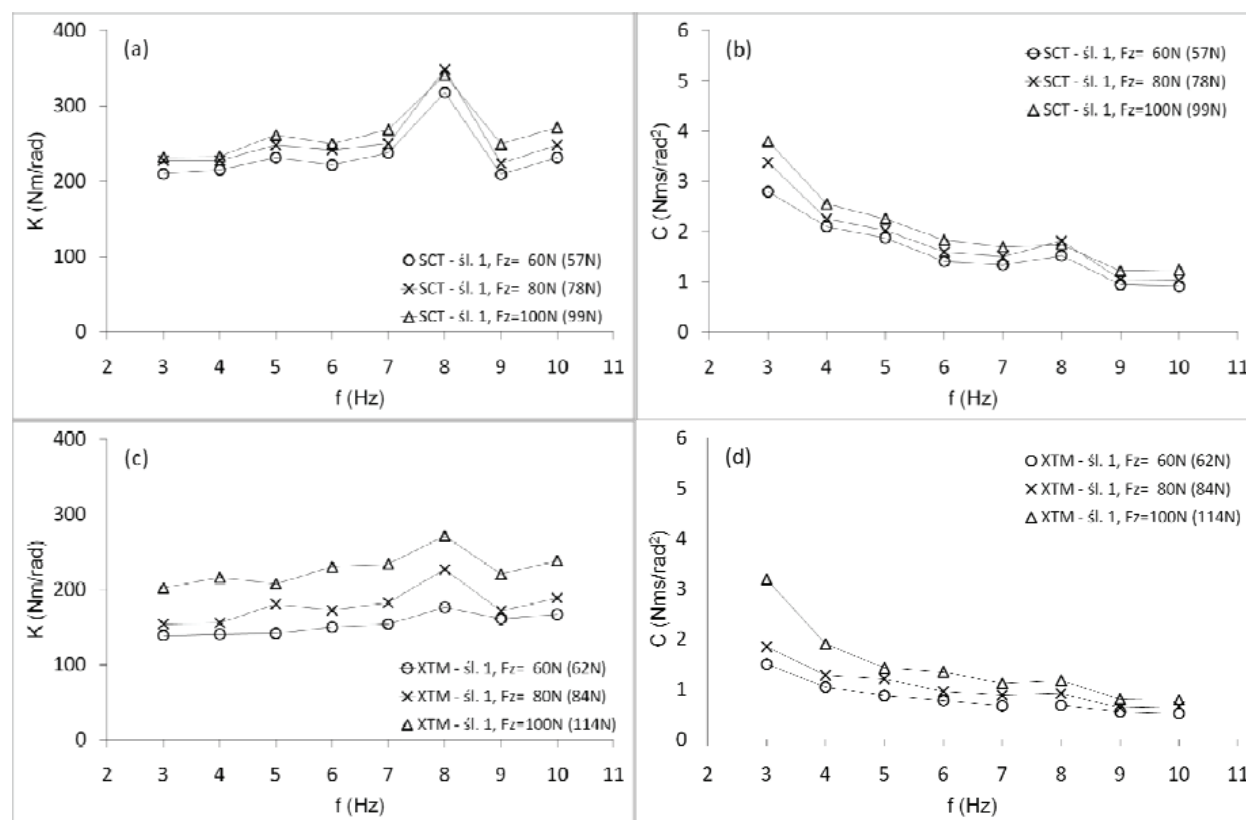 400
300
200
100
0
K (Nm/rad)
(a)
SCT - śl. 1, Fz= 60N (57N)
SCT - śl. 1, Fz= 80N (78N)
SCT - śl. 1, Fz=100N (99N)
2 3 4 5 6 7 8 9 10 11
f (Hz)
6
5
4
3
2
1
0
C (Nms/rad²)
(b)
SCT - śl. 1, Fz= 60N (57N)
SCT - śl. 1, Fz= 80N (78N)
SCT - śl. 1, Fz=100N (99N)
2 3 4 5 6 7 8 9 10 11
f (Hz)
400
300
200
100
0
K (Nm/rad)
(c)
XTM - śl. 1, Fz= 60N (62N)
XTM - śl. 1, Fz= 80N (84N)
XTM - śl. 1, Fz=100N (114N)
2 3 4 5 6 7 8 9 10 11
f (Hz)
6
5
4
3
2
1
0
C (Nms/rad²)
(d)
XTM - śl. 1, Fz= 60N (62N)
XTM - śl. 1, Fz= 80N (84N)
XTM - śl. 1, Fz=100N (114N)
2 3 4 5 6 7 8 9 10 11
f (Hz)